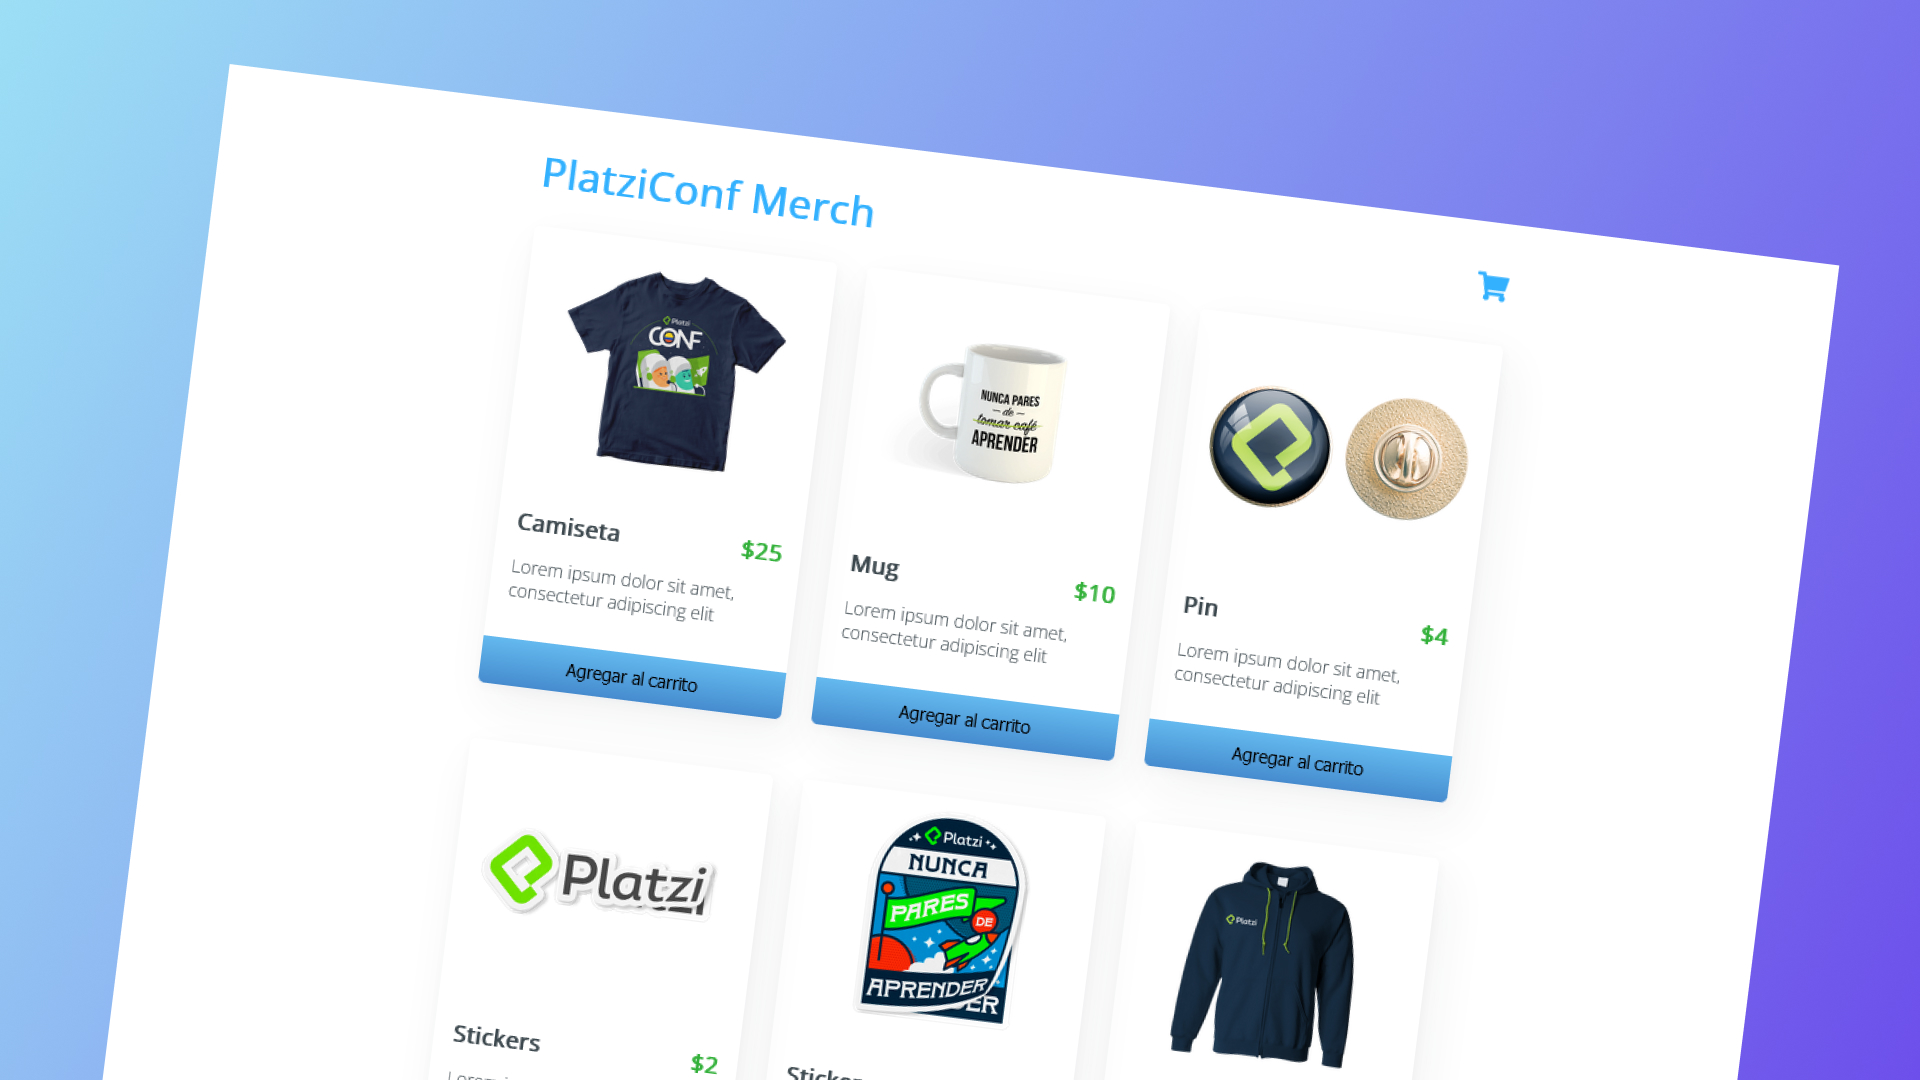 PlatziConf Merch
Platzi
CONF
Camiseta
$25
Lorem ipsum dolor sit amet,
consectetur adipiscing elit
Agregar al carrito
NUNCA PARES
de
tomar café
APRENDER
Mug
$10
Lorem ipsum dolor sit amet,
consectetur adipiscing elit
Agregar al carrito
Pin
$4
Lorem ipsum dolor sit amet,
consectetur adipiscing elit
Agregar al carrito
Platzi
Stickers
$2
Platzi
NUNCA
PARES
DE
APRENDER
Platzi